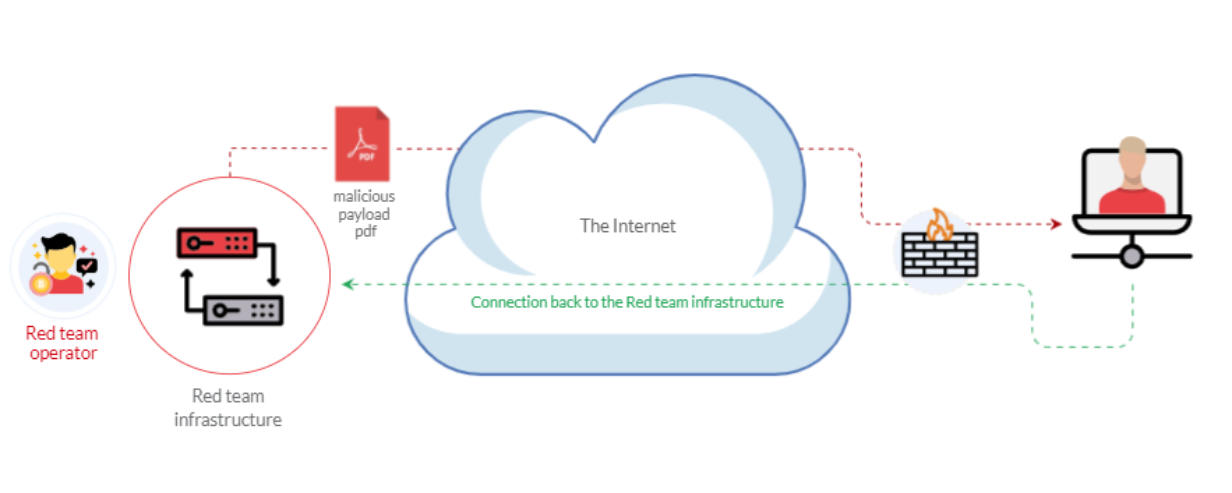 PDF
malicious
payload
pdf
The Internet
Connection back to the Red team infrastructure
Red team
operator
Red team
infrastructure